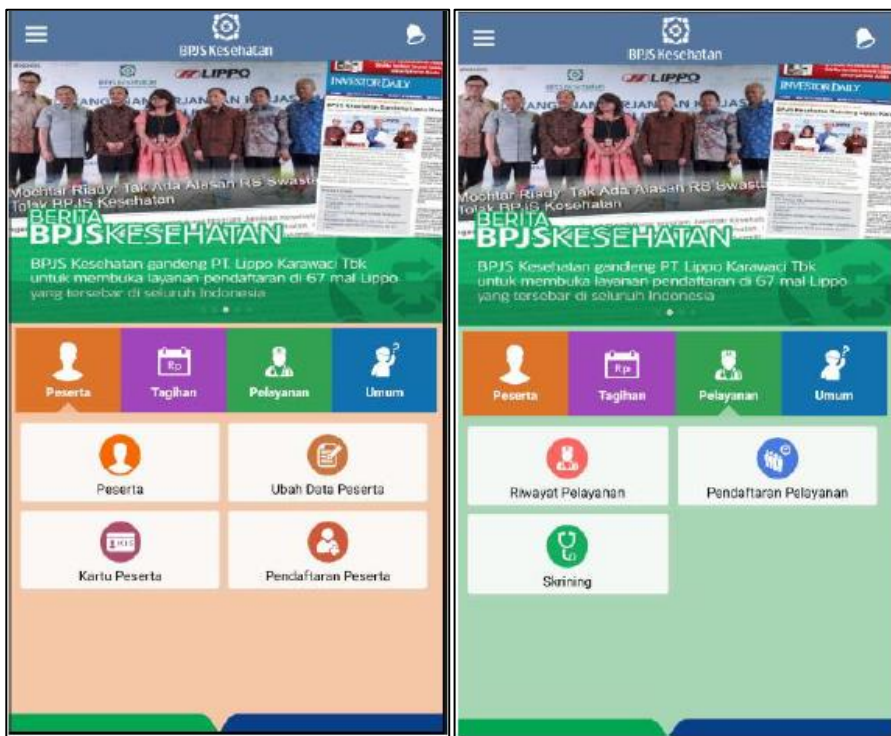 BPJS Kesehatan
LIPPO
INVESTOR DAILY
Mochtar Riady: Tak Ada Alasan RS Swasta
Tolak BPJS Kesehatan
BERITA
BPJSKESEHATAN
BPJS Kesehatan gandeng PT Lippo Karawaci Tbk
untuk membuka layanan pendaftaran di 67 mal Lippo
yang tersebar di seluruh Indonesia
Rp
?
Peserta
Tagihan
Pelayanan
Umum
Peserta
Ubah Data Peserta
KIS
Kartu Peserta
Pendaftaran Peserta
BPJS Kesehatan
LIPPO
INVESTOR DAILY
Mochtar Riady: Tak Ada Alasan RS Swasta
Tolak BPJS Kesehatan
BERITA
BPJSKESEHATAN
BPJS Kesehatan gandeng PT Lippo Karawaci Tbk
untuk membuka layanan pendaftaran di 67 mal Lippo
yang tersebar di seluruh Indonesia
Rp
?
Peserta
Tagihan
Pelayanan
Umum
Riwayat Pelayanan
Pendaftaran Pelayanan
Skrining